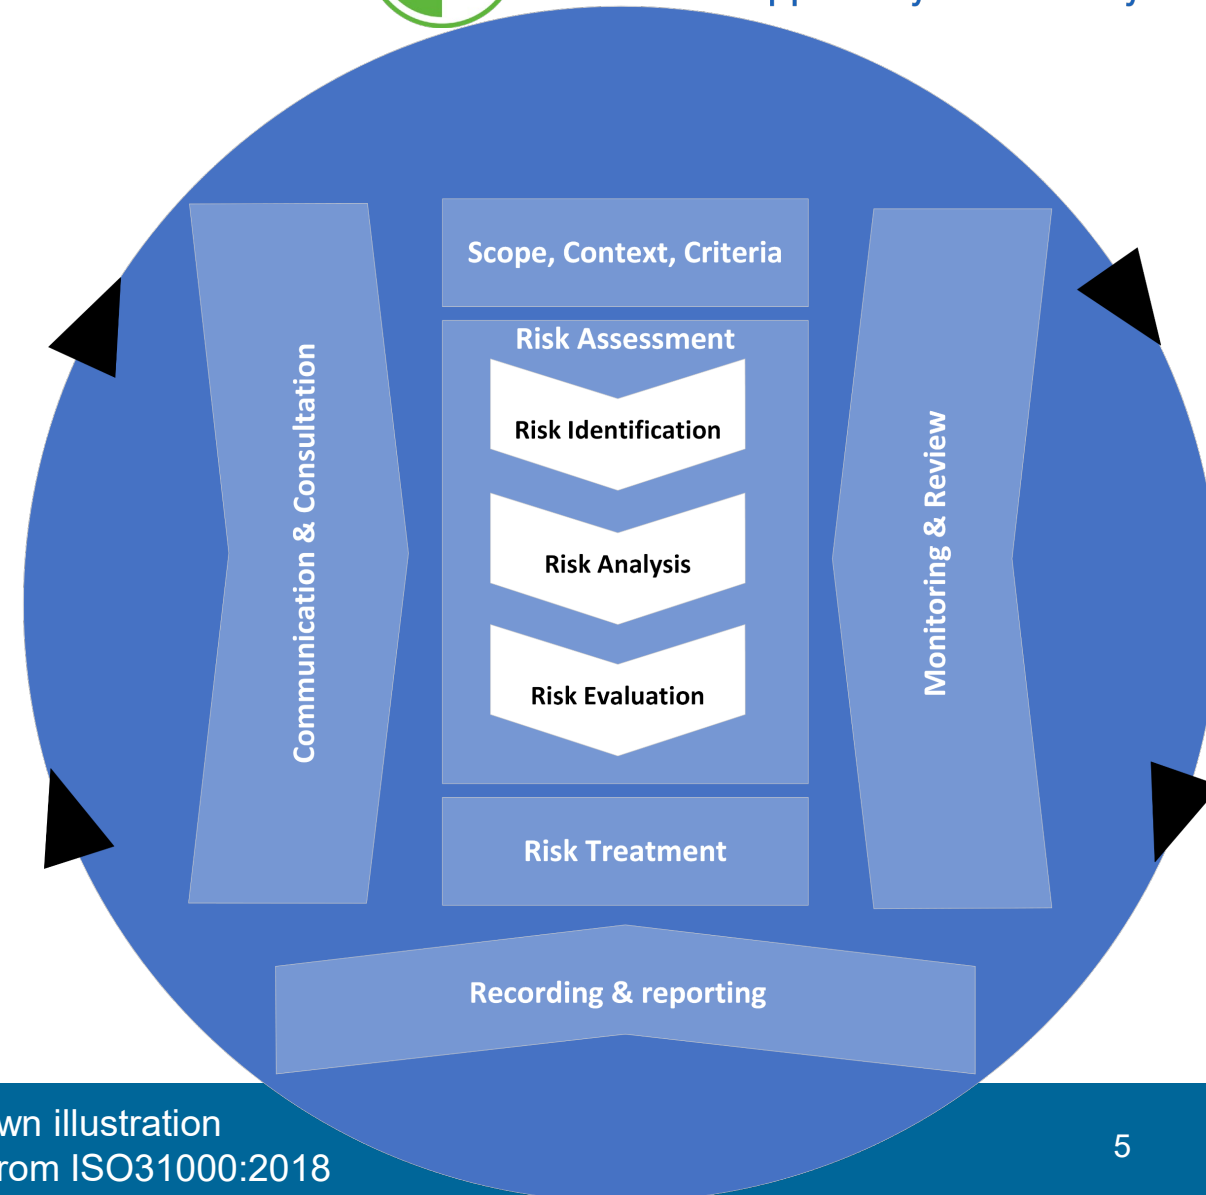 Scope, Context, Criteria
Risk Assessment
Risk Identification
Risk Analysis
Risk Evaluation
Risk Treatment
Communication & Consultation
Monitoring & Review
Recording & reporting
wn illustration
rom ISO31000:2018
5